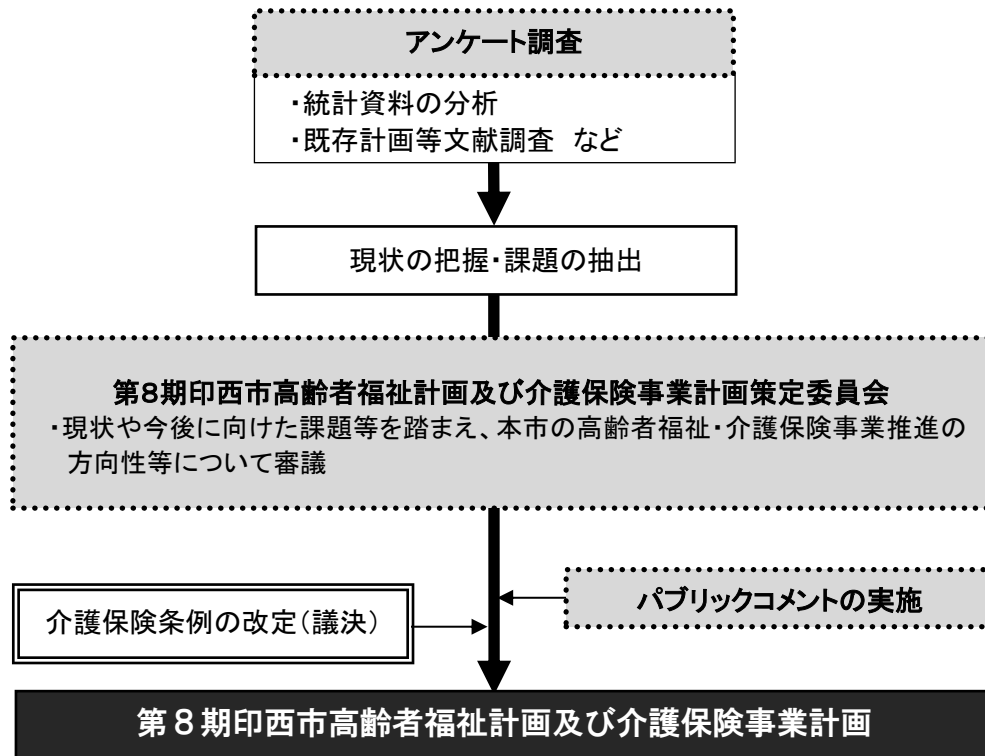 アンケート調査
・統計資料の分析
・既存計画等文献調査　など
現状の把握・課題の抽出
第8期印西市高齢者福祉計画及び介護保険事業計画策定委員会
・現状や今後に向けた課題等を踏まえ、本市の高齢者福祉・介護保険事業推進の
方向性等について審議
パブリックコメントの実施
介護保険条例の改定（議決）
第８期印西市高齢者福祉計画及び介護保険事業計画